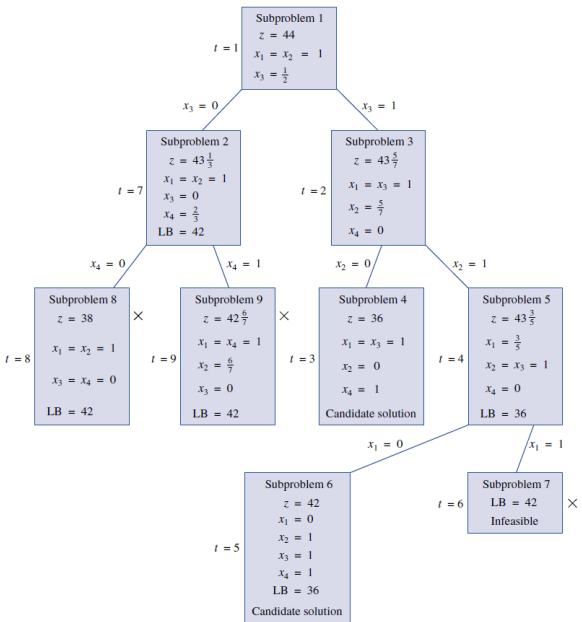 Subproblem 1
z = 44
t = 1
x₁ = x₂ = 1
x₃ = 1/2
x₃ = 0
x₃ = 1
Subproblem 2
z = 43 1/3
x₁ = x₂ = 1
t = 7
x₃ = 0
x₄ = 2/3
LB = 42
Subproblem 3
z = 43 5/7
x₁ = x₃ = 1
t = 2
x₂ = 5/7
x₄ = 0
x₄ = 0
x₄ = 1
x₂ = 0
x₂ = 1
Subproblem 8
×
z = 38
x₁ = x₂ = 1
t = 8
x₃ = x₄ = 0
LB = 42
Subproblem 9
×
z = 42 6/7
x₁ = x₄ = 1
t = 9
x₂ = 6/7
x₃ = 0
LB = 42
Subproblem 4
z = 36
x₁ = x₃ = 1
t = 3
x₂ = 0
x₄ = 1
Candidate solution
Subproblem 5
z = 43 3/5
x₁ = 3/5
t = 4
x₂ = x₃ = 1
x₄ = 0
LB = 36
x₁ = 0
x₁ = 1
Subproblem 6
z = 42
x₁ = 0
x₂ = 1
t = 5
x₃ = 1
x₄ = 1
LB = 36
Candidate solution
Subproblem 7
t = 6
LB = 42
×
Infeasible